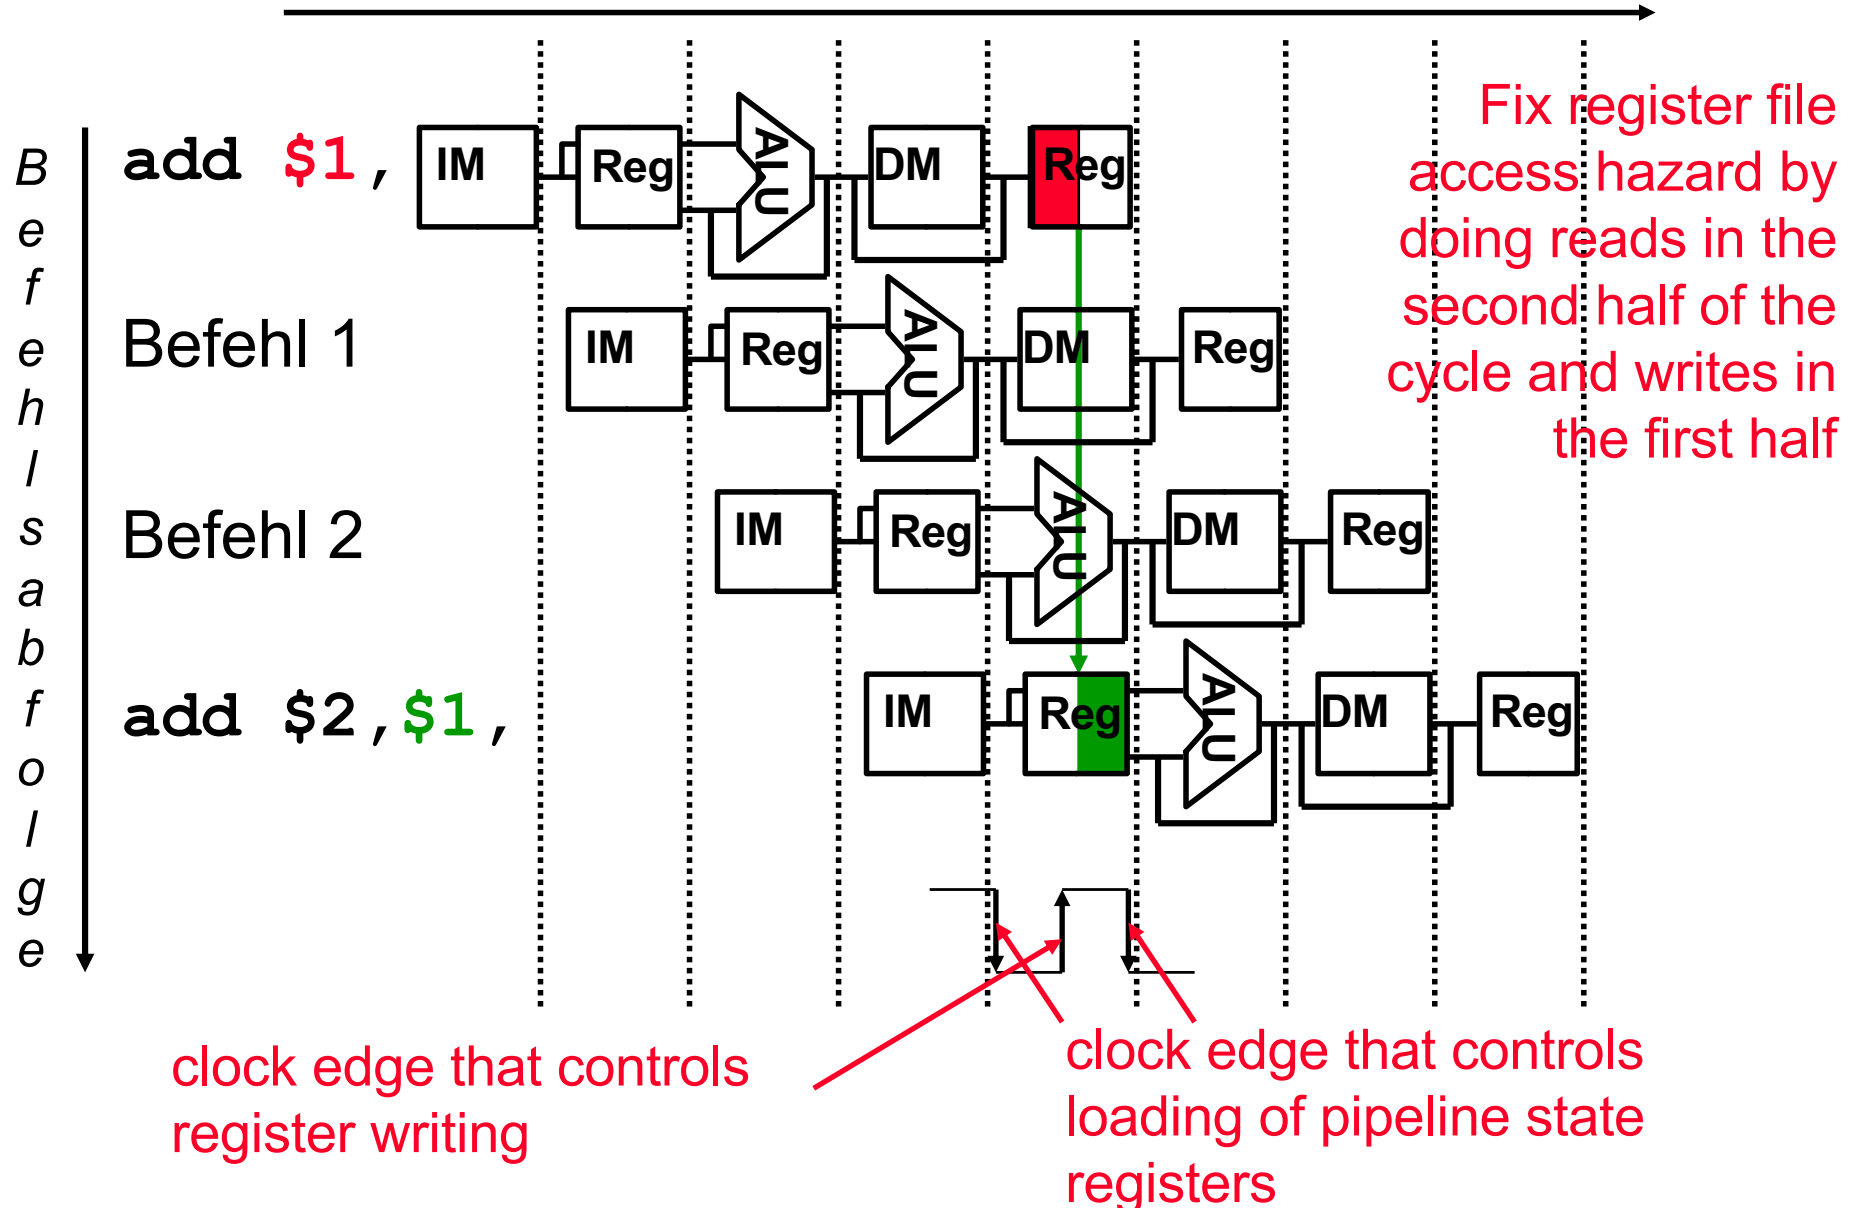 Befehlsabfolge
add $1, IM Reg ALU DM Reg
Befehl 1 IM Reg ALU DM Reg
Befehl 2 IM Reg ALU DM Reg
add $2,$1, IM Reg ALU DM Reg
Fix register file
access hazard by
doing reads in the
second half of the
cycle and writes in
the first half
clock edge that controls
register writing
clock edge that controls
loading of pipeline state
registers